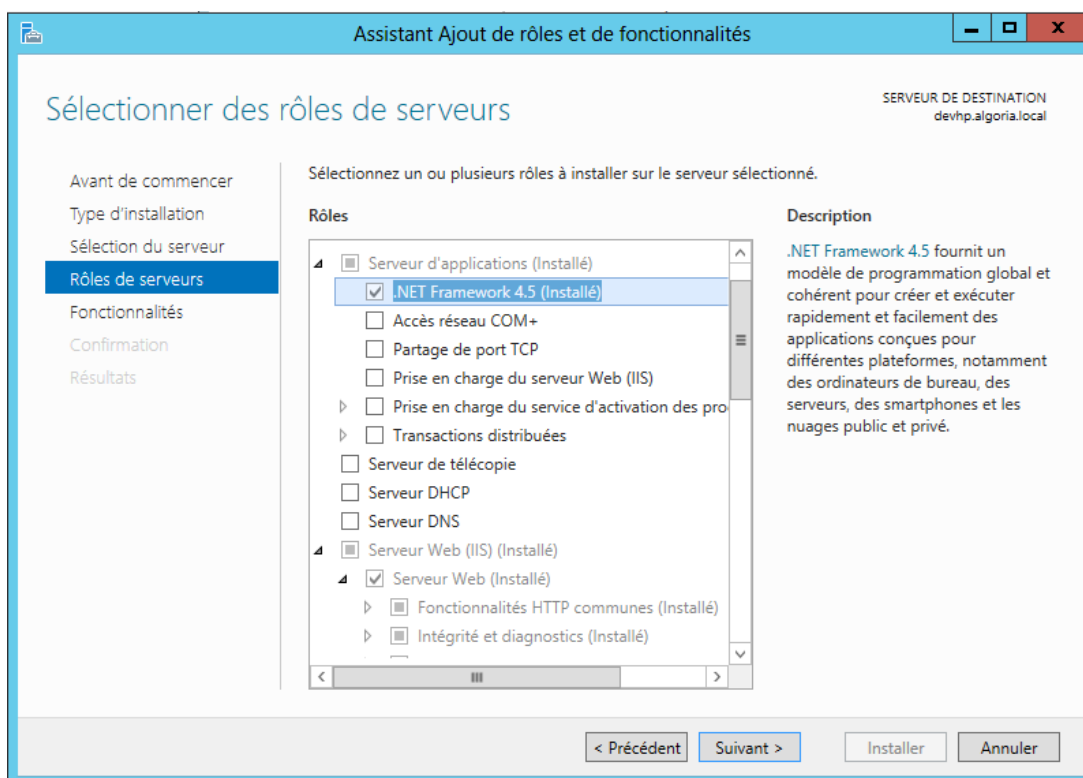 Assistant Ajout de rôles et de fonctionnalités
Sélectionner des rôles de serveurs
SERVEUR DE DESTINATION
devhp.algoria.local
Avant de commencer
Type d'installation
Sélection du serveur
Rôles de serveurs
Fonctionnalités
Confirmation
Résultats
Sélectionnez un ou plusieurs rôles à installer sur le serveur sélectionné.
Rôles
Serveur d'applications (Installé)
.NET Framework 4.5 (Installé)
Accès réseau COM+
Partage de port TCP
Prise en charge du serveur Web (IIS)
Prise en charge du service d'activation des pro
Transactions distribuées
Serveur de télécopie
Serveur DHCP
Serveur DNS
Serveur Web (IIS) (Installé)
Serveur Web (Installé)
Fonctionnalités HTTP communes (Installé)
Intégrité et diagnostics (Installé)
Description
.NET Framework 4.5 fournit un
modèle de programmation global et
cohérent pour créer et exécuter
rapidement et facilement des
applications conçues pour
différentes plateformes, notamment
des ordinateurs de bureau, des
serveurs, des smartphones et les
nuages public et privé.
< Précédent
Suivant >
Installer
Annuler